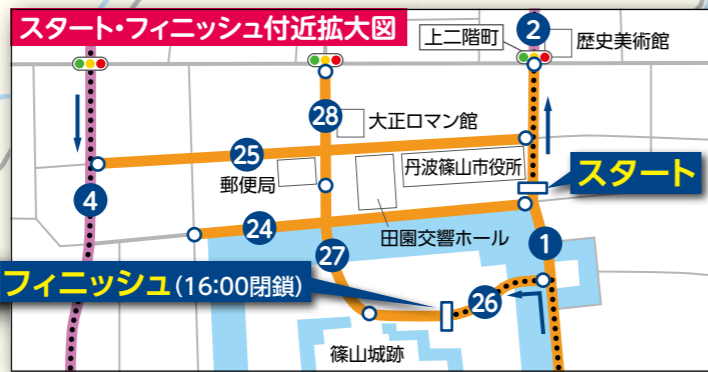 スタート・フィニッシュ付近拡大図
上二階町
2
歴史美術館
28
大正ロマン館
25
郵便局
丹波篠山市役所
スタート
4
24
田園交響ホール
1
27
フィニッシュ(16:00閉鎖)
26
篠山城跡